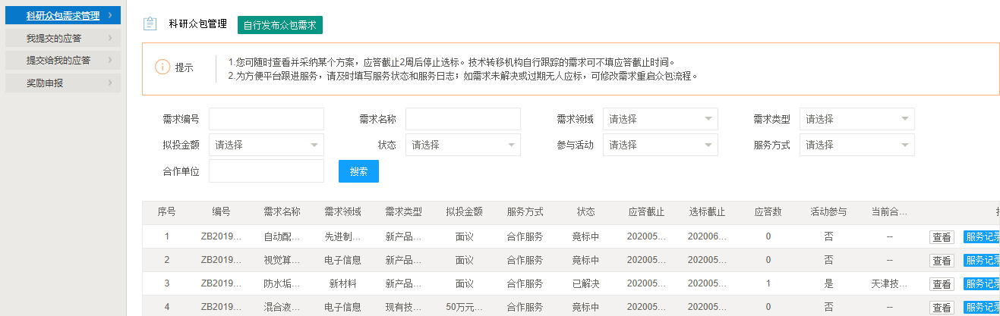 科研众包需求管理
我提交的应答
提交给我的应答
奖励申报
科研众包管理 自行发布众包需求
提示
1.您可随时查看并采纳某个方案，应答截止2周后停止选标。技术转移机构自行跟踪的需求可不填应答截止时间。
2.为方便平台跟进服务，请及时填写服务状态和服务日志；如需求未解决或过期无人应标，可修改需求重启众包流程。
需求编号 需求名称 需求领域 请选择 需求类型 请选择
拟投金额 请选择 状态 请选择 参与活动 请选择 服务方式 请选择
合作单位 搜索
序号 编号 需求名称 需求领域 需求类型 拟投金额 服务方式 状态 应答截止 选标截止 应答数 活动参与 当前合...
1 ZB2019... 自动配... 先进制... 新产品... 面议 合作服务 竞标中 202005... 202006... 0 否 -- 查看 服务记录
2 ZB2019... 视觉算... 电子信息 新产品... 面议 合作服务 竞标中 202005... 202005... 0 否 -- 查看 服务记录
3 ZB2019... 防水垢... 新材料 新产品... 面议 合作服务 已解决 202005... 202005... 1 是 天津技... 查看 服务记录
4 ZB2019... 混合液... 电子信息 现有技... 50万元... 合作服务 竞标中 202005... 202005... 0 否 -- 查看 服务记录